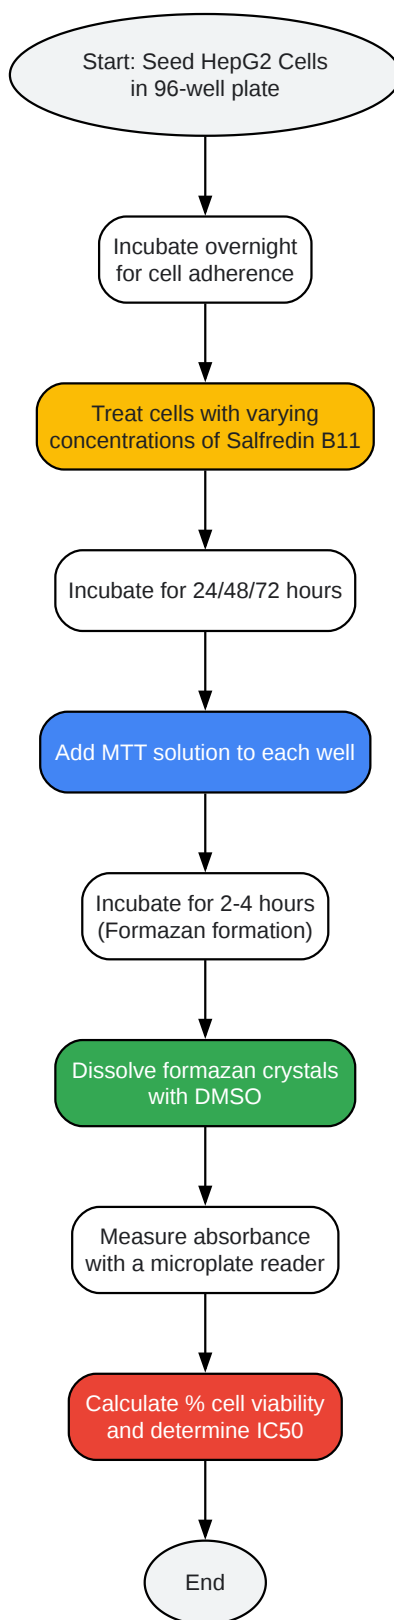 Start: Seed HepG2 Cells
in 96-well plate
Incubate overnight
for cell adherence
Treat cells with varying
concentrations of Salfredin B11
Incubate for 24/48/72 hours
Add MTT solution to each well
Incubate for 2-4 hours
(Formazan formation)
Dissolve formazan crystals
with DMSO
Measure absorbance
with a microplate reader
Calculate % cell viability
and determine IC50
End